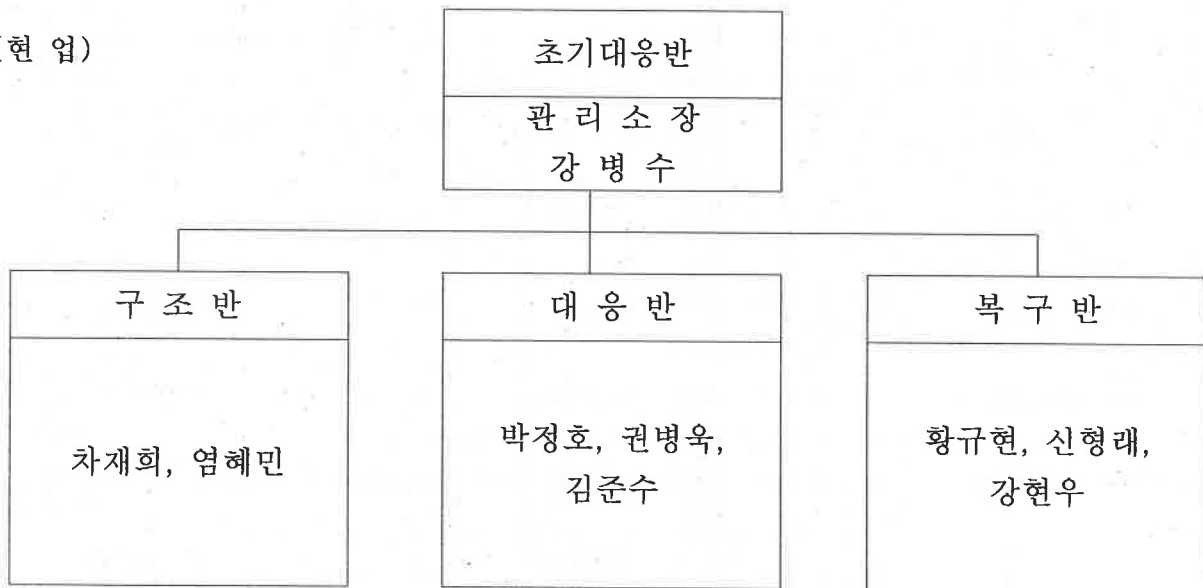 (현 업)
초기대응반
관 리 소 장
강 병 수
구 조 반
차재희, 염혜민
대 응 반
박정호, 권병욱,
김준수
복 구 반
황규현, 신형래,
강현우